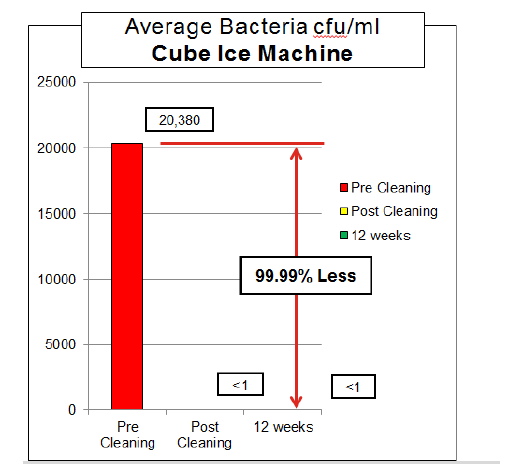 Average Bacteria cfu/ml
Cube Ice Machine
25000
20,380
20000
Pre Cleaning
Post Cleaning
15000
12 weeks
99.99% Less
10000
5000
<1
<1
0
Pre Cleaning
Post Cleaning
12 weeks